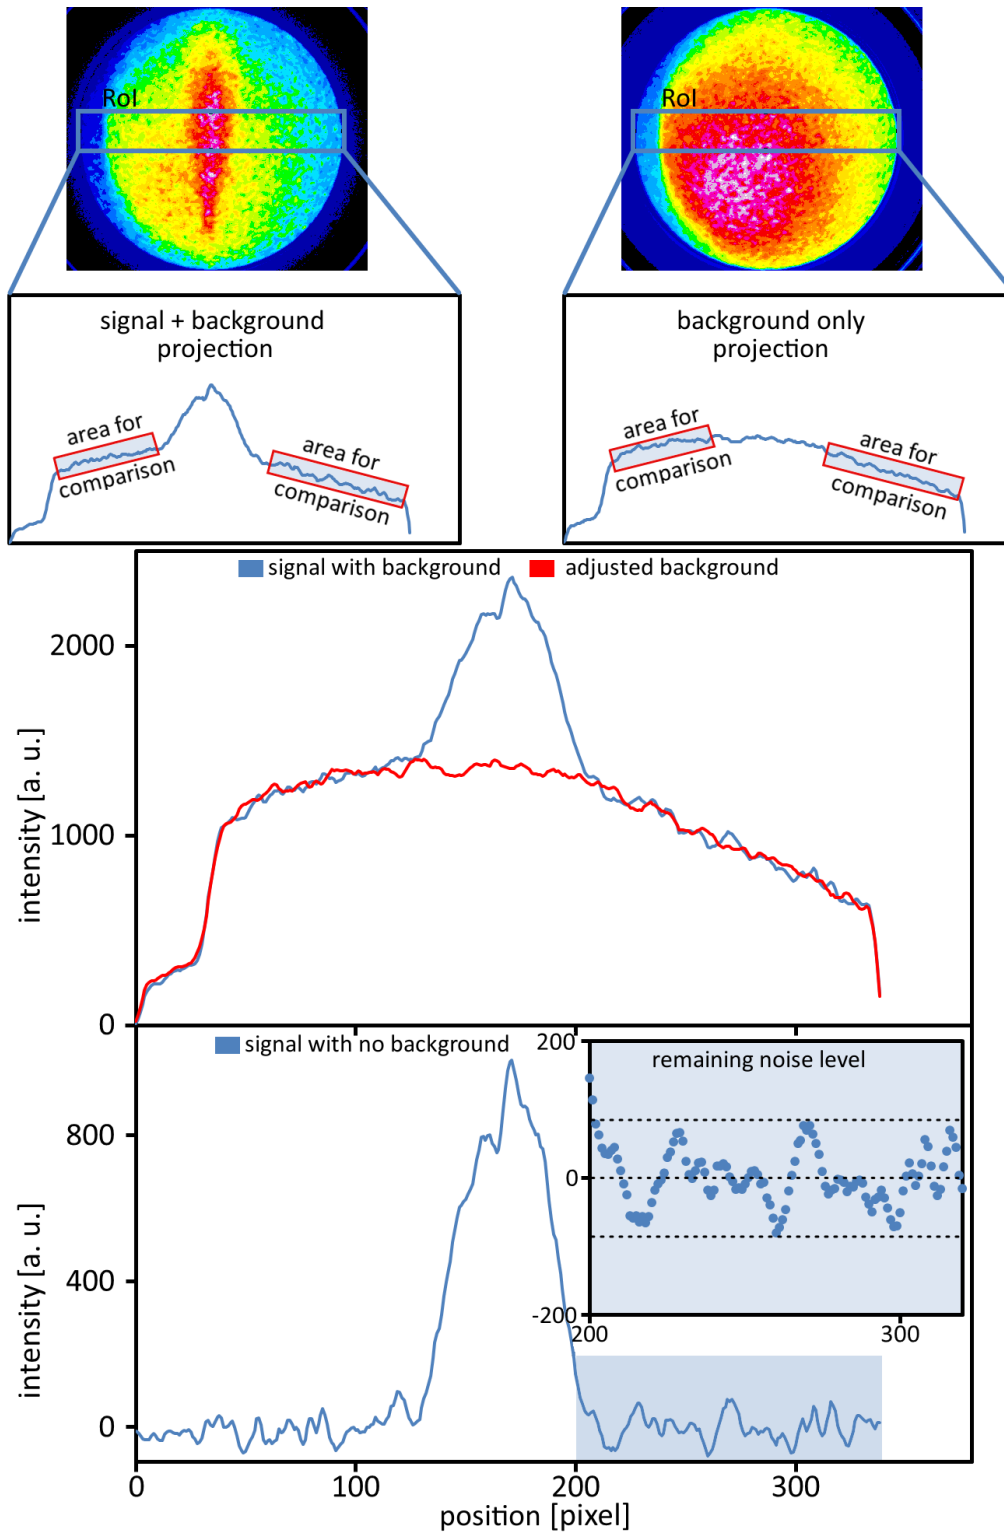 RoI
RoI
signal + background
projection
area for
comparison
area for
comparison
background only
projection
area for
comparison
area for
comparison
signal with background
adjusted background
2000
1000
0
intensity [a. u.]
signal with no background
800
400
0
intensity [a. u.]
200
0
-200
remaining noise level
200
300
0
100
200
300
position [pixel]